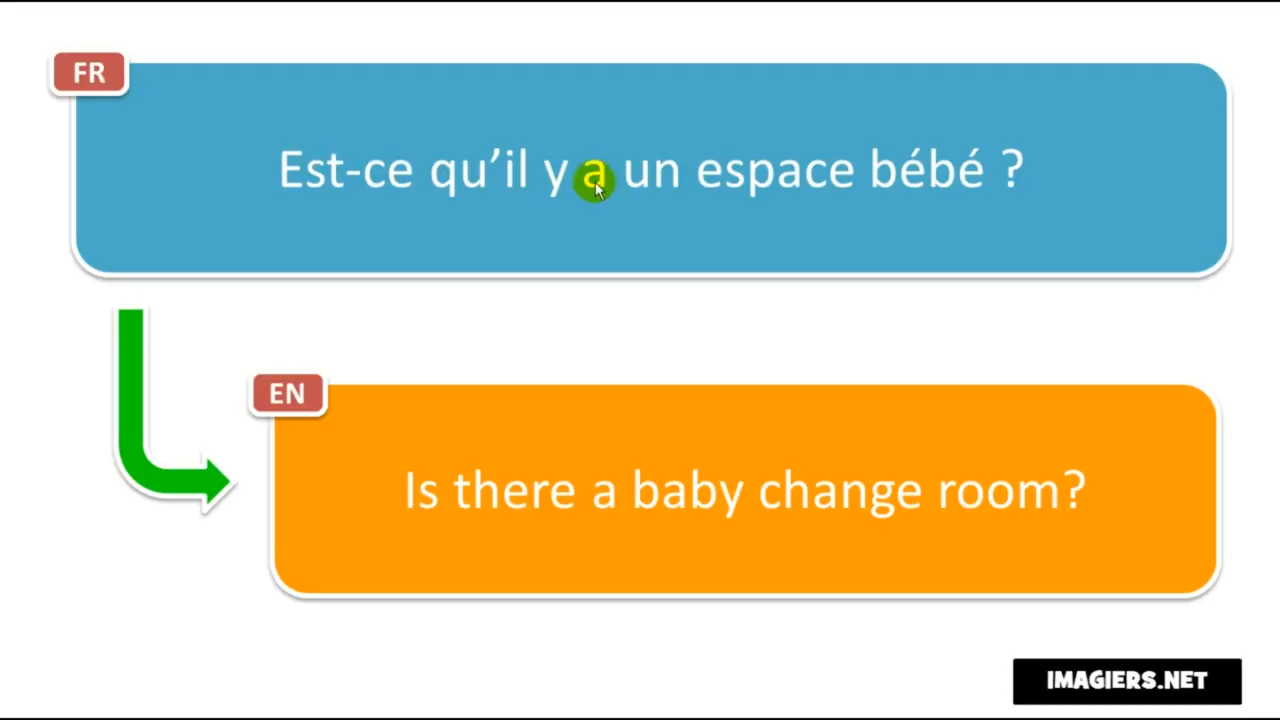 FR
Est-ce qu’il y a un espace bébé ?
EN
Is there a baby change room?
IMAGIERS.NET